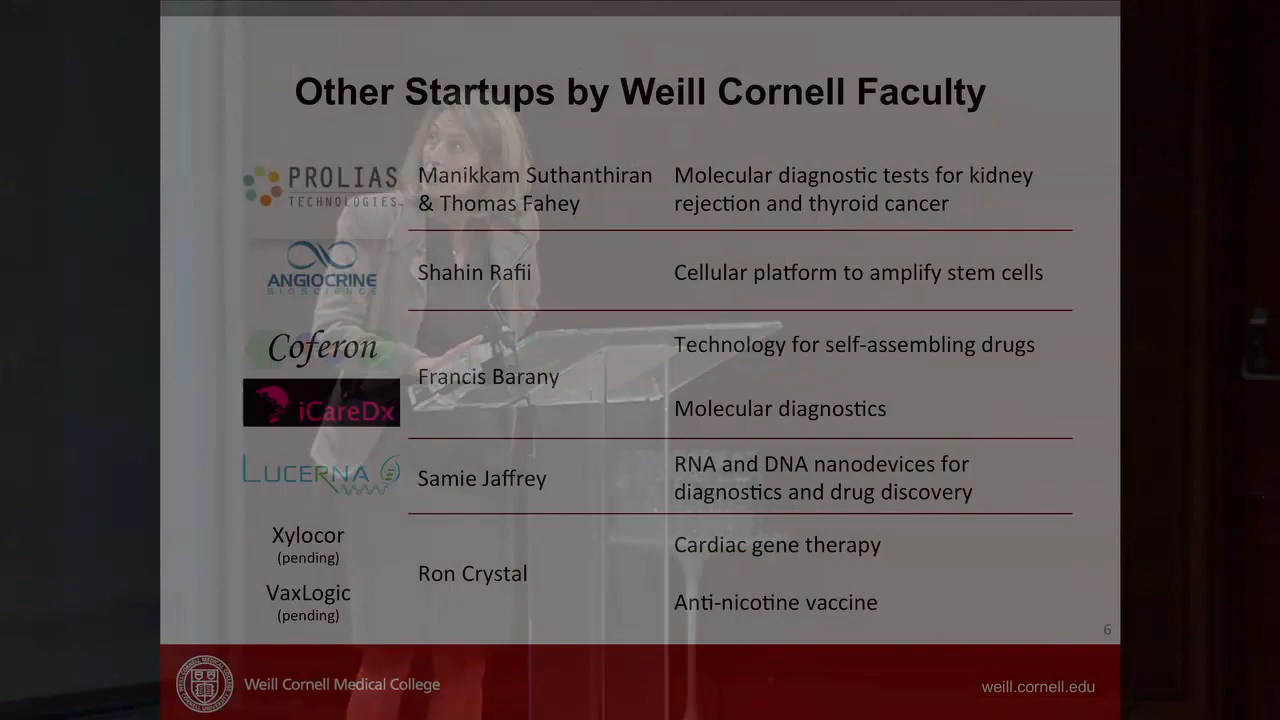 Other Startups by Weill Cornell Faculty
PROLIAS
TECHNOLOGIES
Manikkam Suthanthiran
& Thomas Fahey
Molecular diagnostic tests for kidney
rejection and thyroid cancer
ANGIOCRINE
BIOSCIENCE
Shahin Rafii
Cellular platform to amplify stem cells
Coferon
iCareDx
Francis Barany
Technology for self-assembling drugs
Molecular diagnostics
LUCERNA
Samie Jaffrey
RNA and DNA nanodevices for
diagnostics and drug discovery
Xylocor
(pending)
VaxLogic
(pending)
Ron Crystal
Cardiac gene therapy
Anti-nicotine vaccine
6
Weill Cornell Medical College
weill.cornell.edu